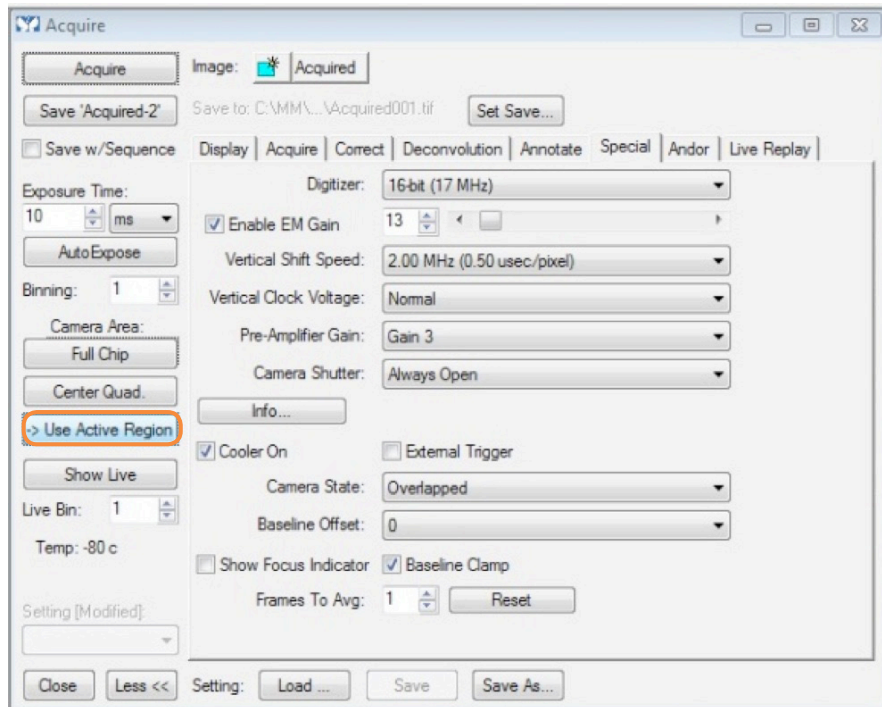 Acquire
Acquire
Image: Acquired
Save 'Acquired-2'
Save to: C:\MM\...\Acquired001.tif
Set Save...
Save w/Sequence
Display Acquire Correct Deconvolution Annotate Special Andor Live Replay
Exposure Time:
10 ms
AutoExpose
Binning: 1
Camera Area:
Full Chip
Center Quad.
-> Use Active Region
Show Live
Live Bin: 1
Temp: -80 c
Setting [Modified]:
Digitizer: 16-bit (17 MHz)
Enable EM Gain 13
Vertical Shift Speed: 2.00 MHz (0.50 usec/pixel)
Vertical Clock Voltage: Normal
Pre-Amplifier Gain: Gain 3
Camera Shutter: Always Open
Info...
Cooler On External Trigger
Camera State: Overlapped
Baseline Offset: 0
Show Focus Indicator Baseline Clamp
Frames To Avg: 1 Reset
Close Less << Setting: Load ... Save Save As...